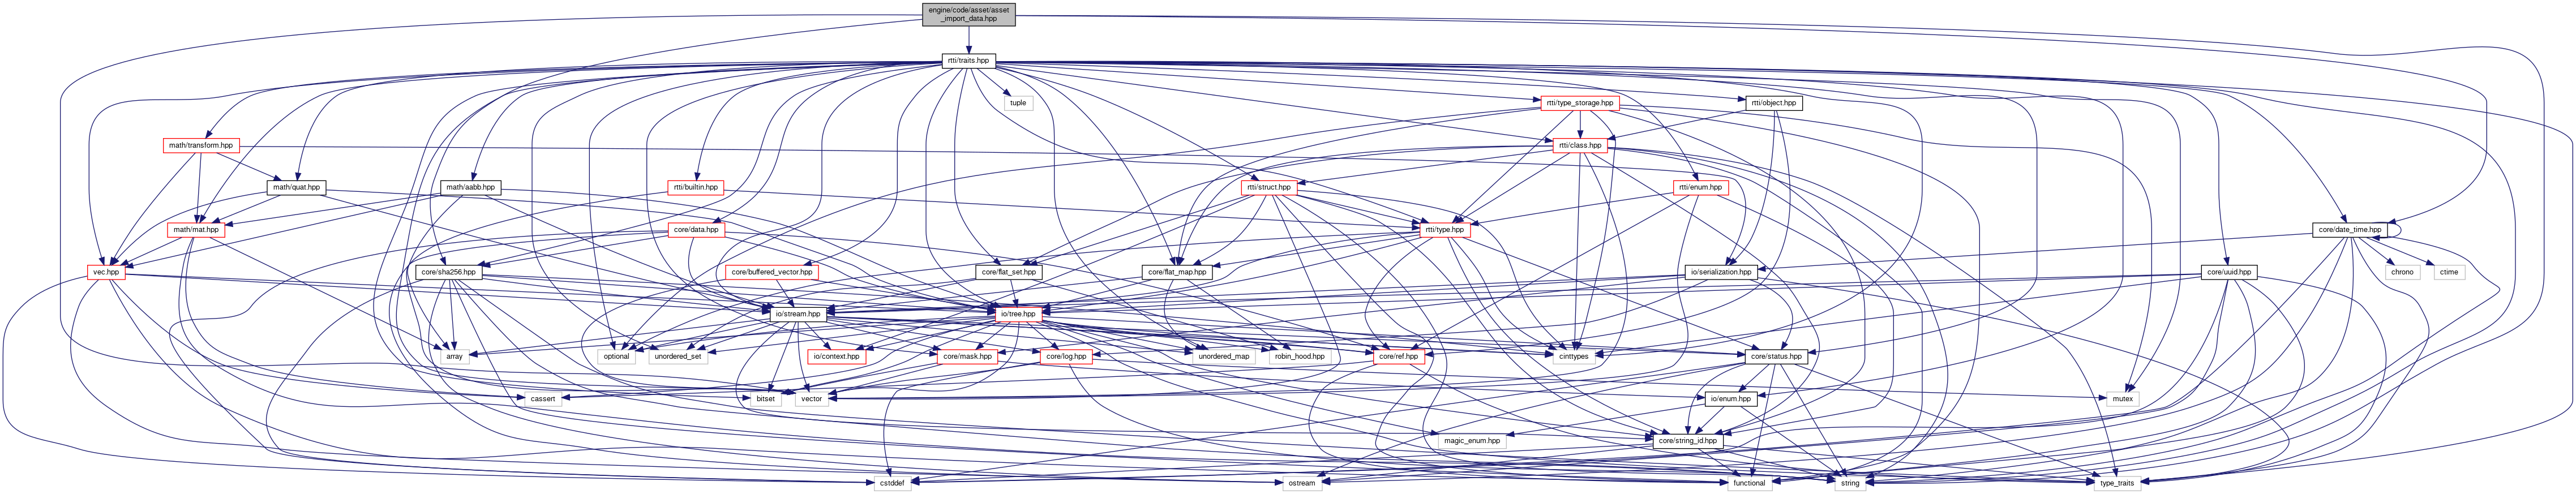 engine/code/asset/asset
_import_data.hpp
rtti/traits.hpp
tuple
rtti/type_storage.hpp
rtti/object.hpp
math/transform.hpp
rtti/class.hpp
math/quat.hpp
math/aabb.hpp
rtti/builtin.hpp
rtti/struct.hpp
rtti/enum.hpp
math/mat.hpp
core/data.hpp
rtti/type.hpp
core/date_time.hpp
vec.hpp
core/sha256.hpp
core/buffered_vector.hpp
core/flat_set.hpp
core/flat_map.hpp
io/serialization.hpp
core/uuid.hpp
chrono
ctime
io/stream.hpp
io/tree.hpp
array
optional
unordered_set
io/context.hpp
core/mask.hpp
core/log.hpp
unordered_map
robin_hood.hpp
core/ref.hpp
cinttypes
core/status.hpp
cassert
bitset
vector
io/enum.hpp
mutex
magic_enum.hpp
core/string_id.hpp
cstddef
ostream
functional
string
type_traits